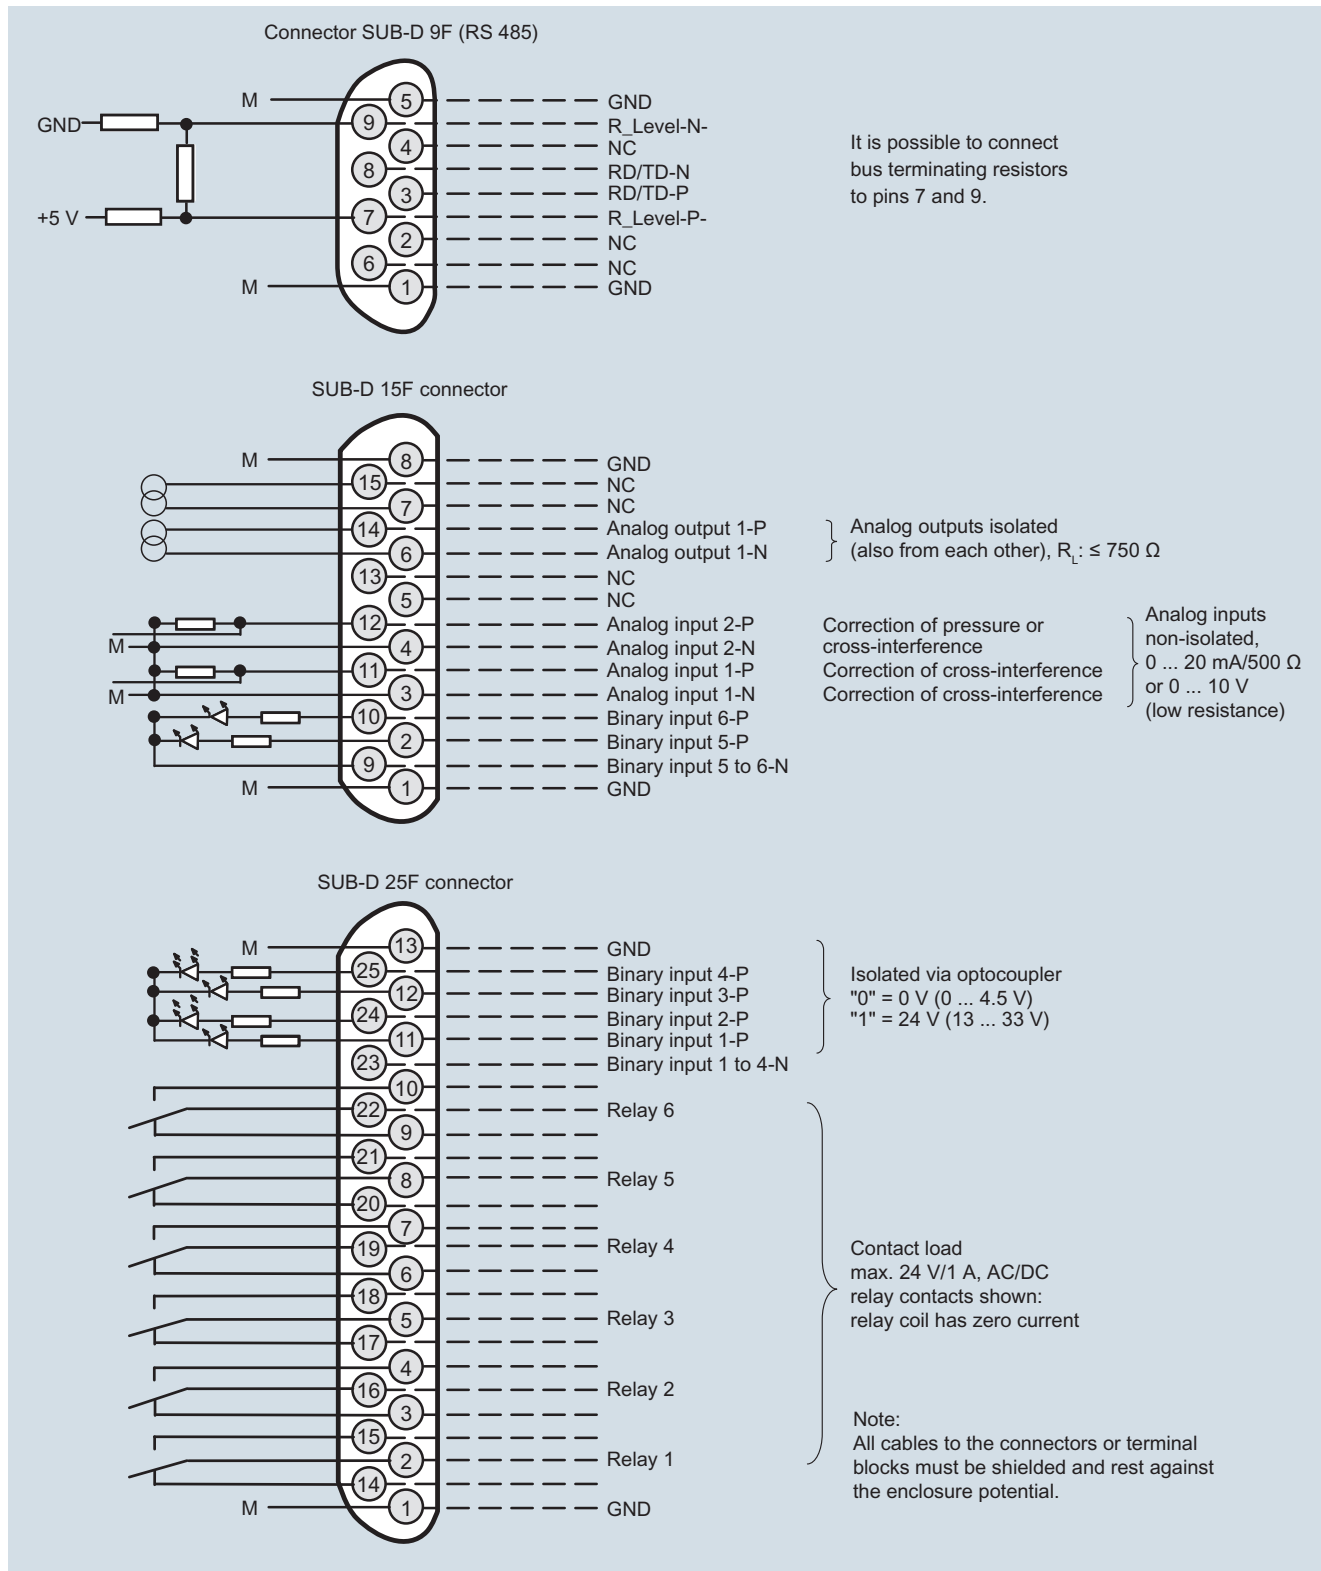 Connector SUB-D 9F (RS 485)
M 5 GND
GND 9 R_Level-N-
4 NC
8 RD/TD-N
3 RD/TD-P
+5 V 7 R_Level-P-
2 NC
6 NC
M 1 GND
It is possible to connect
bus terminating resistors
to pins 7 and 9.
SUB-D 15F connector
M 8 GND
15 NC
7 NC
14 Analog output 1-P
6 Analog output 1-N
Analog outputs isolated
(also from each other), RL: ≤ 750 Ω
13 NC
5 NC
12 Analog input 2-P
M 4 Analog input 2-N
11 Analog input 1-P
M 3 Analog input 1-N
Correction of pressure or
cross-interference
Correction of cross-interference
Correction of cross-interference
Analog inputs
non-isolated,
0 ... 20 mA/500 Ω
or 0 ... 10 V
(low resistance)
10 Binary input 6-P
2 Binary input 5-P
9 Binary input 5 to 6-N
M 1 GND
SUB-D 25F connector
M 13 GND
25 Binary input 4-P
12 Binary input 3-P
24 Binary input 2-P
11 Binary input 1-P
23 Binary input 1 to 4-N
Isolated via optocoupler
"0" = 0 V (0 ... 4.5 V)
"1" = 24 V (13 ... 33 V)
10
22 Relay 6
9
21
8 Relay 5
20
7
19 Relay 4
6
18
5 Relay 3
17
4
16 Relay 2
3
15
2 Relay 1
14
M 1 GND
Contact load
max. 24 V/1 A, AC/DC
relay contacts shown:
relay coil has zero current
Note:
All cables to the connectors or terminal
blocks must be shielded and rest against
the enclosure potential.